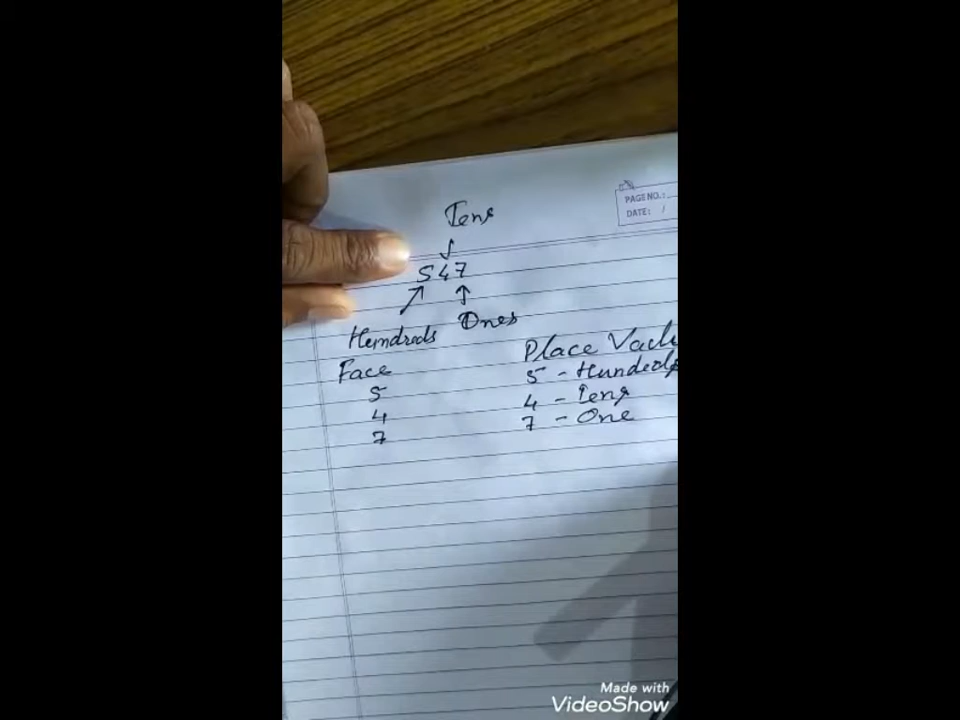 PAGE NO.:
DATE: /
Tens
547
Hundreds Ones
Face Place Valu
5 5 - Hundreds
4 4 - Tens
7 7 - One
Made with
VideoShow